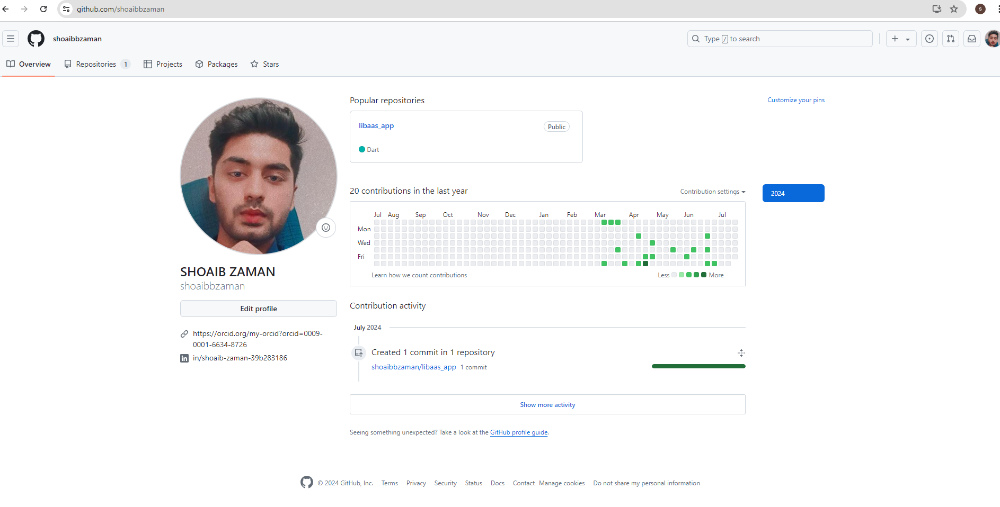 github.com/shoaibbzaman
S
shoaibbzaman
Type / to search
Overview
Repositories 1
Projects
Packages
Stars
SHOAIB ZAMAN
shoaibbzaman
Edit profile
https://orcid.org/my-orcid?orcid=0009-
0001-6634-8726
in/shoaib-zaman-39b283186
Popular repositories
Customize your pins
libaas_app
Public
Dart
20 contributions in the last year
Contribution settings
2024
Jul Aug Sep Oct Nov Dec Jan Feb Mar Apr May Jun Jul
Mon
Wed
Fri
Learn how we count contributions
Less More
Contribution activity
July 2024
Created 1 commit in 1 repository
shoaibbzaman/libaas_app 1 commit
Show more activity
Seeing something unexpected? Take a look at the GitHub profile guide.
© 2024 GitHub, Inc. Terms Privacy Security Status Docs Contact Manage cookies Do not share my personal information